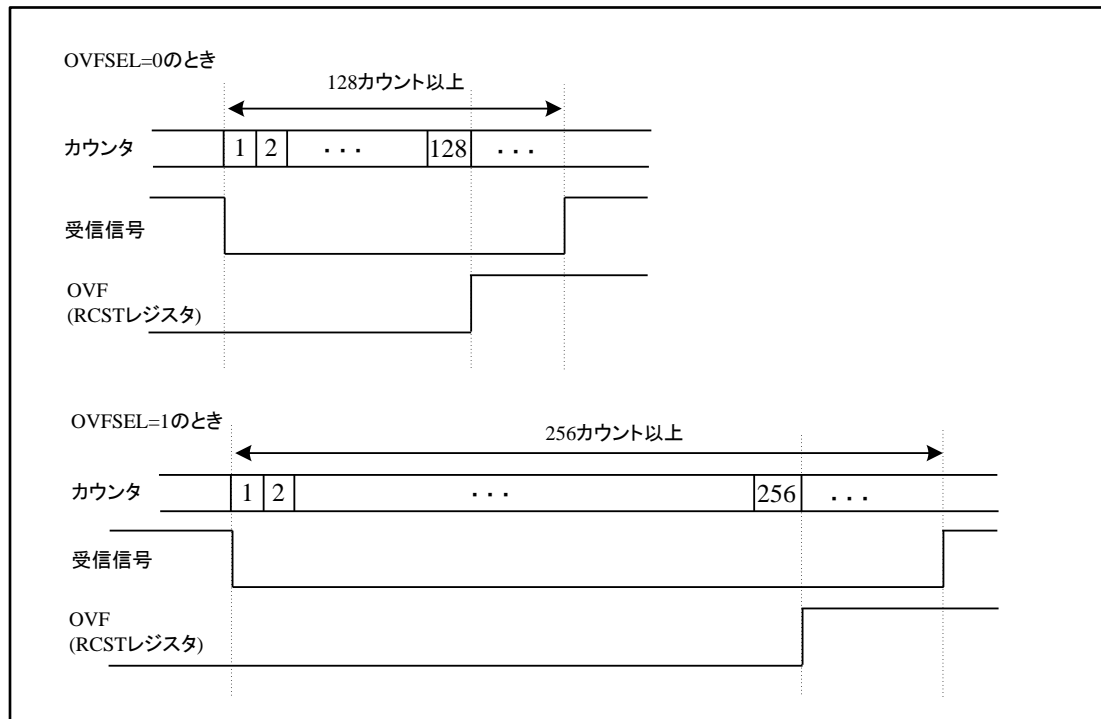 OVFSEL=0のとき
128カウント以上
カウンタ 1 2 ・・・ 128 ・・・
受信信号
OVF
(RCSTレジスタ)
OVFSEL=1のとき
256カウント以上
カウンタ 1 2 ・・・ 256 ・・・
受信信号
OVF
(RCSTレジスタ)